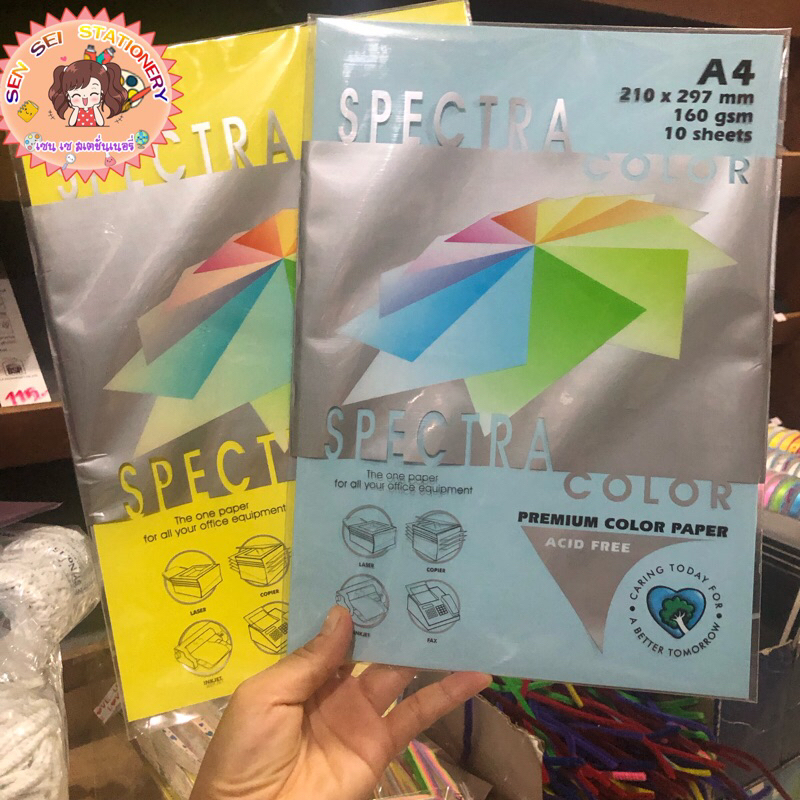 SEN SEI STATIONERY
เซน เซ สเตชั่นเนอรี่
SPECTRA
SPECT
The one paper
for all your office equipment
LASER
COPIER
INKJET
115.-
A4
210 x 297 mm
160 gsm
10 sheets
SPECTRA
COLOR
SPECTRA
COLOR
The one paper
for all your office equipment
PREMIUM COLOR PAPER
ACID FREE
LASER
COPIER
INKJET
FAX
CARING TODAY FOR
A BETTER TOMORROW